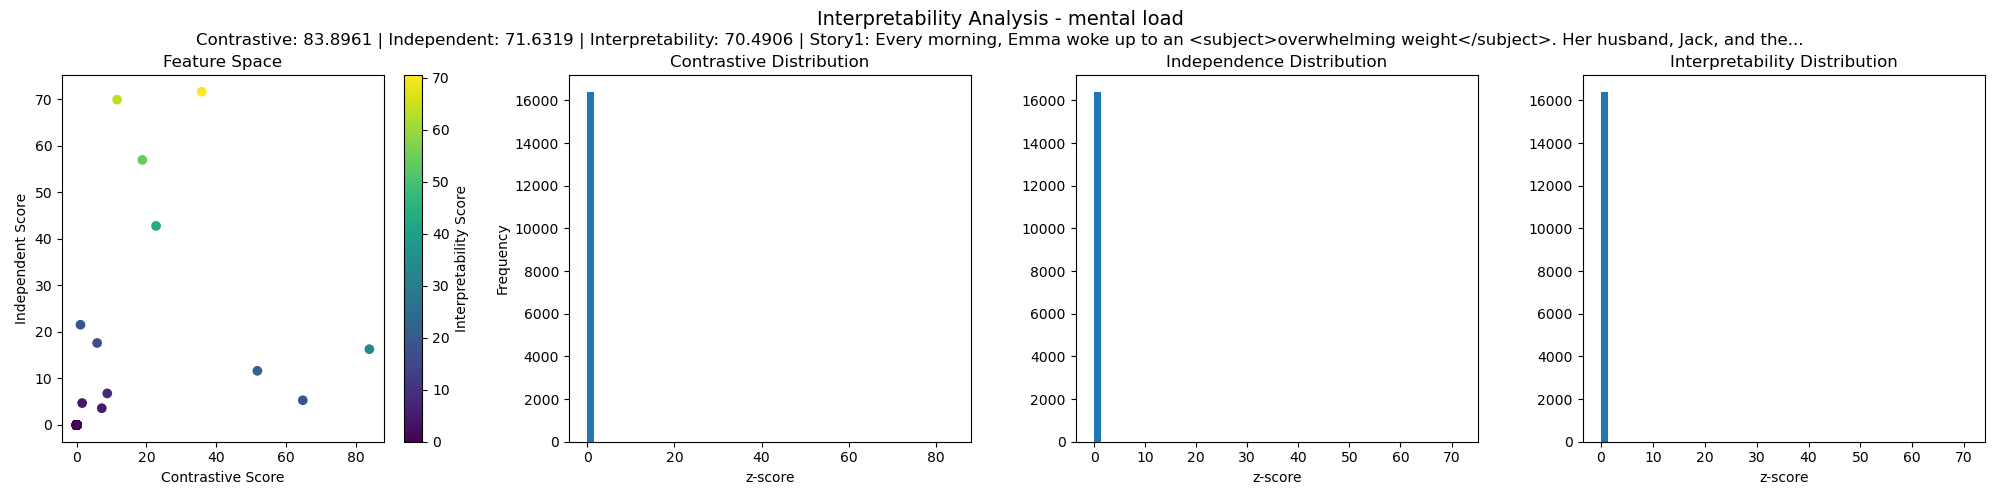 Interpretability Analysis - mental load
Contrastive: 83.8961 | Independent: 71.6319 | Interpretability: 70.4906 | Story1: Every morning, Emma woke up to an <subject>overwhelming weight</subject>. Her husband, Jack, and the...
Feature Space
Independent Score
70
60
50
40
30
20
10
0
0 20 40 60 80
Contrastive Score
70
60
50
40
30
20
10
0
Interpretability Score
Contrastive Distribution
Frequency
16000
14000
12000
10000
8000
6000
4000
2000
0
0 20 40 60 80
z-score
Independence Distribution
16000
14000
12000
10000
8000
6000
4000
2000
0
0 10 20 30 40 50 60 70
z-score
Interpretability Distribution
16000
14000
12000
10000
8000
6000
4000
2000
0
0 10 20 30 40 50 60 70
z-score